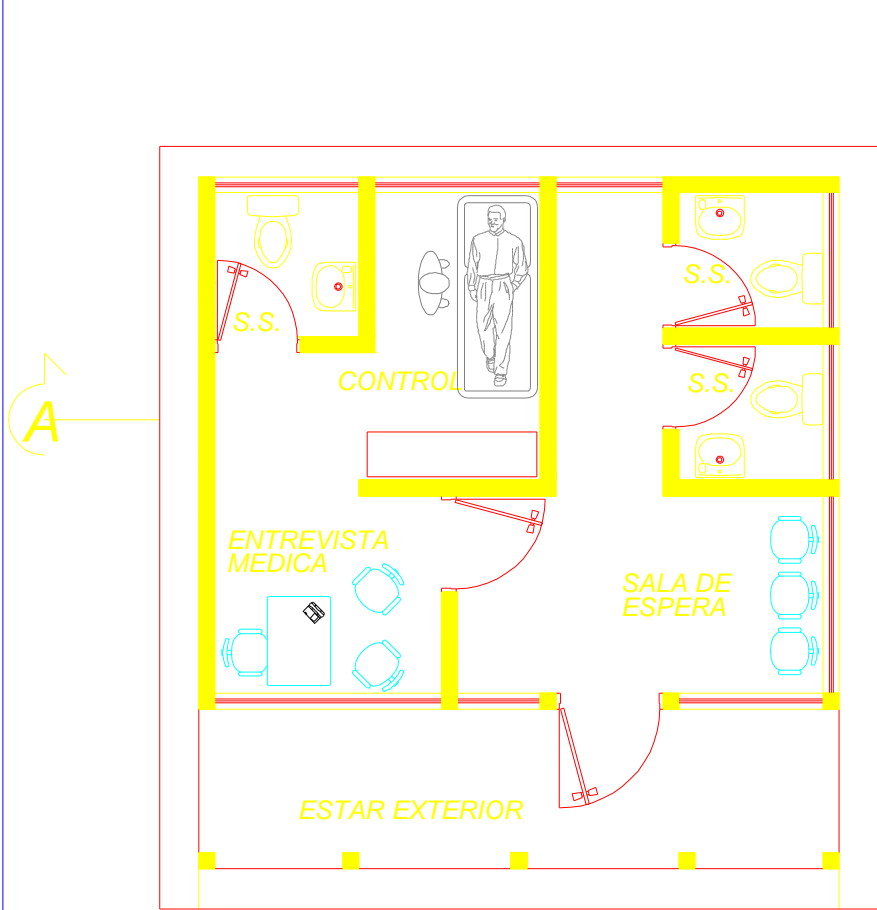 S.S.
S.S.
CONTROL
S.S.
A
ENTREVISTA
MEDICA
SALA DE
ESPERA
ESTAR EXTERIOR